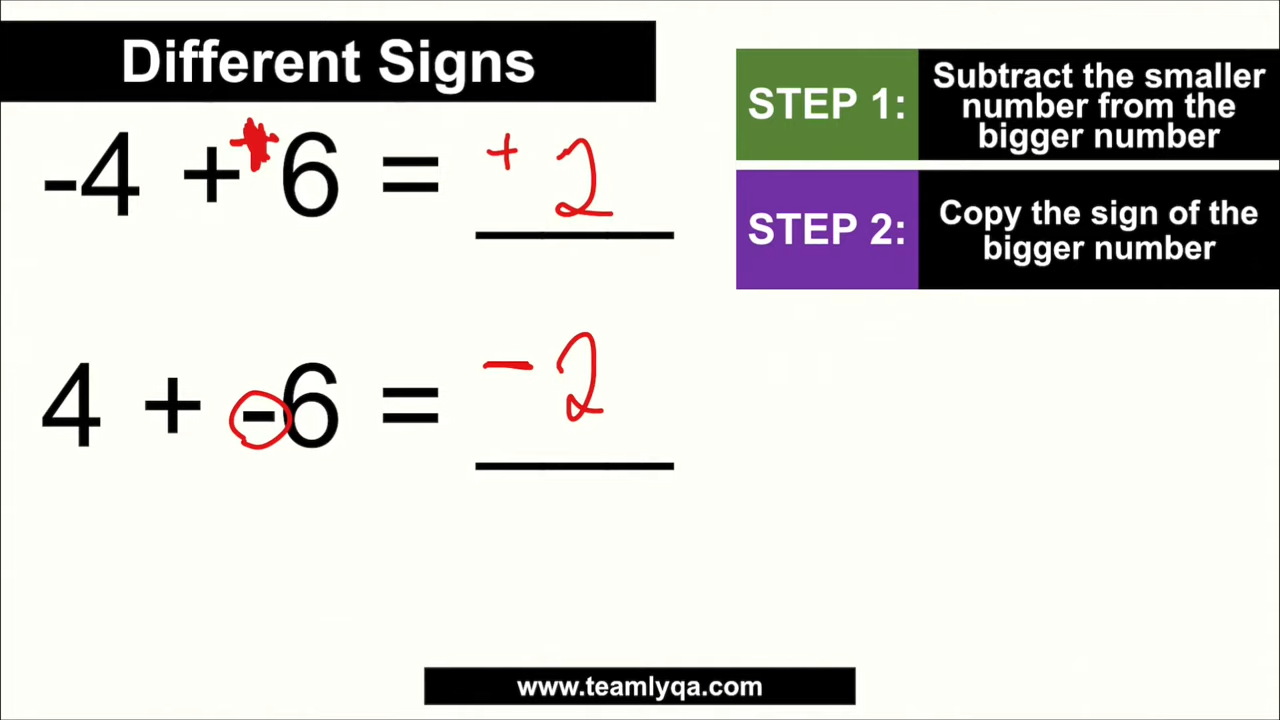 Different Signs
-4 + + 6 = + 2
4 + -6 = - 2
STEP 1: Subtract the smaller
number from the
bigger number
STEP 2: Copy the sign of the
bigger number
www.teamlyqa.com